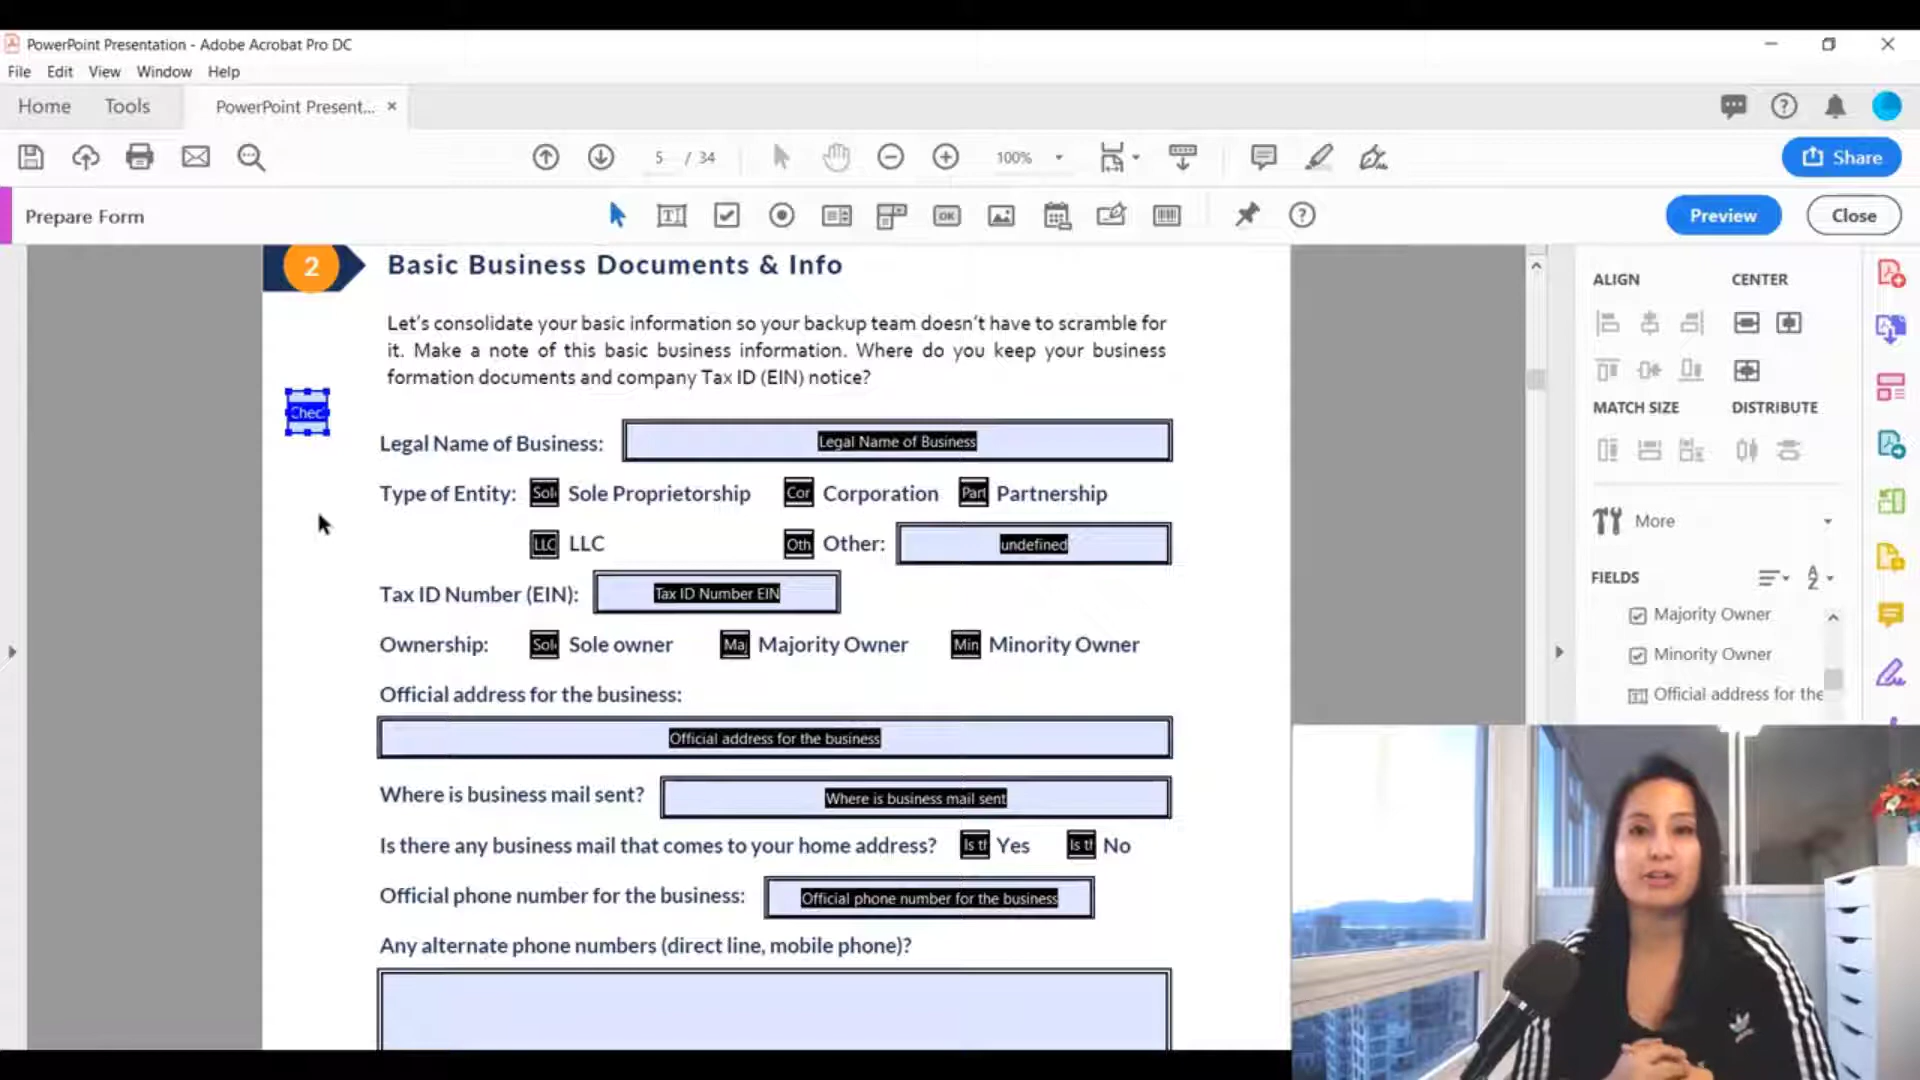 PowerPoint Presentation - Adobe Acrobat Pro DC
File Edit View Window Help
Home Tools PowerPoint Present... ×
5 / 34 100% Share
Prepare Form OK Preview Close
2 Basic Business Documents & Info
Let's consolidate your basic information so your backup team doesn't have to scramble for
it. Make a note of this basic business information. Where do you keep your business
formation documents and company Tax ID (EIN) notice?
Chec
Legal Name of Business: Legal Name of Business
Type of Entity: Sol Sole Proprietorship Cor Corporation Part Partnership
LLC LLC Oth Other: undefined
Tax ID Number (EIN): Tax ID Number EIN
Ownership: Sol Sole owner Maj Majority Owner Min Minority Owner
Official address for the business:
Official address for the business
Where is business mail sent? Where is business mail sent
Is there any business mail that comes to your home address? Is th Yes Is th No
Official phone number for the business: Official phone number for the business
Any alternate phone numbers (direct line, mobile phone)?
ALIGN CENTER
MATCH SIZE DISTRIBUTE
More
FIELDS
Majority Owner
Minority Owner
Official address for the